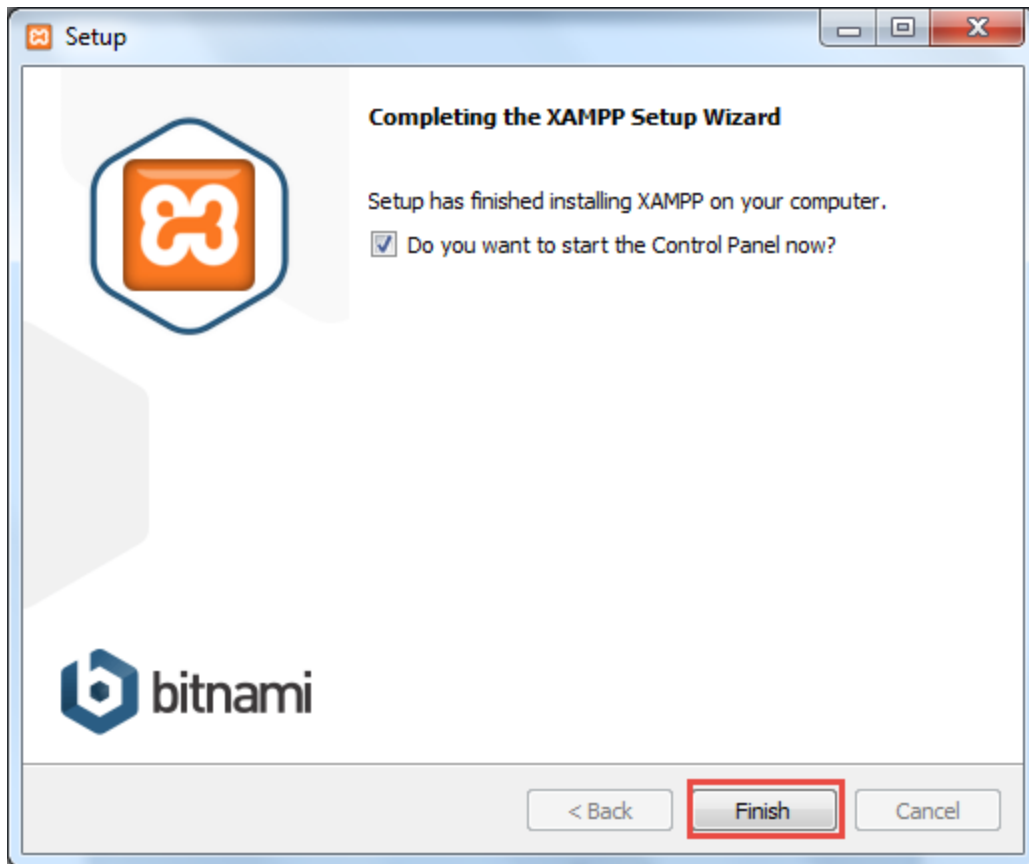 Setup
Completing the XAMPP Setup Wizard
Setup has finished installing XAMPP on your computer.
Do you want to start the Control Panel now?
bitnami
< Back
Finish
Cancel